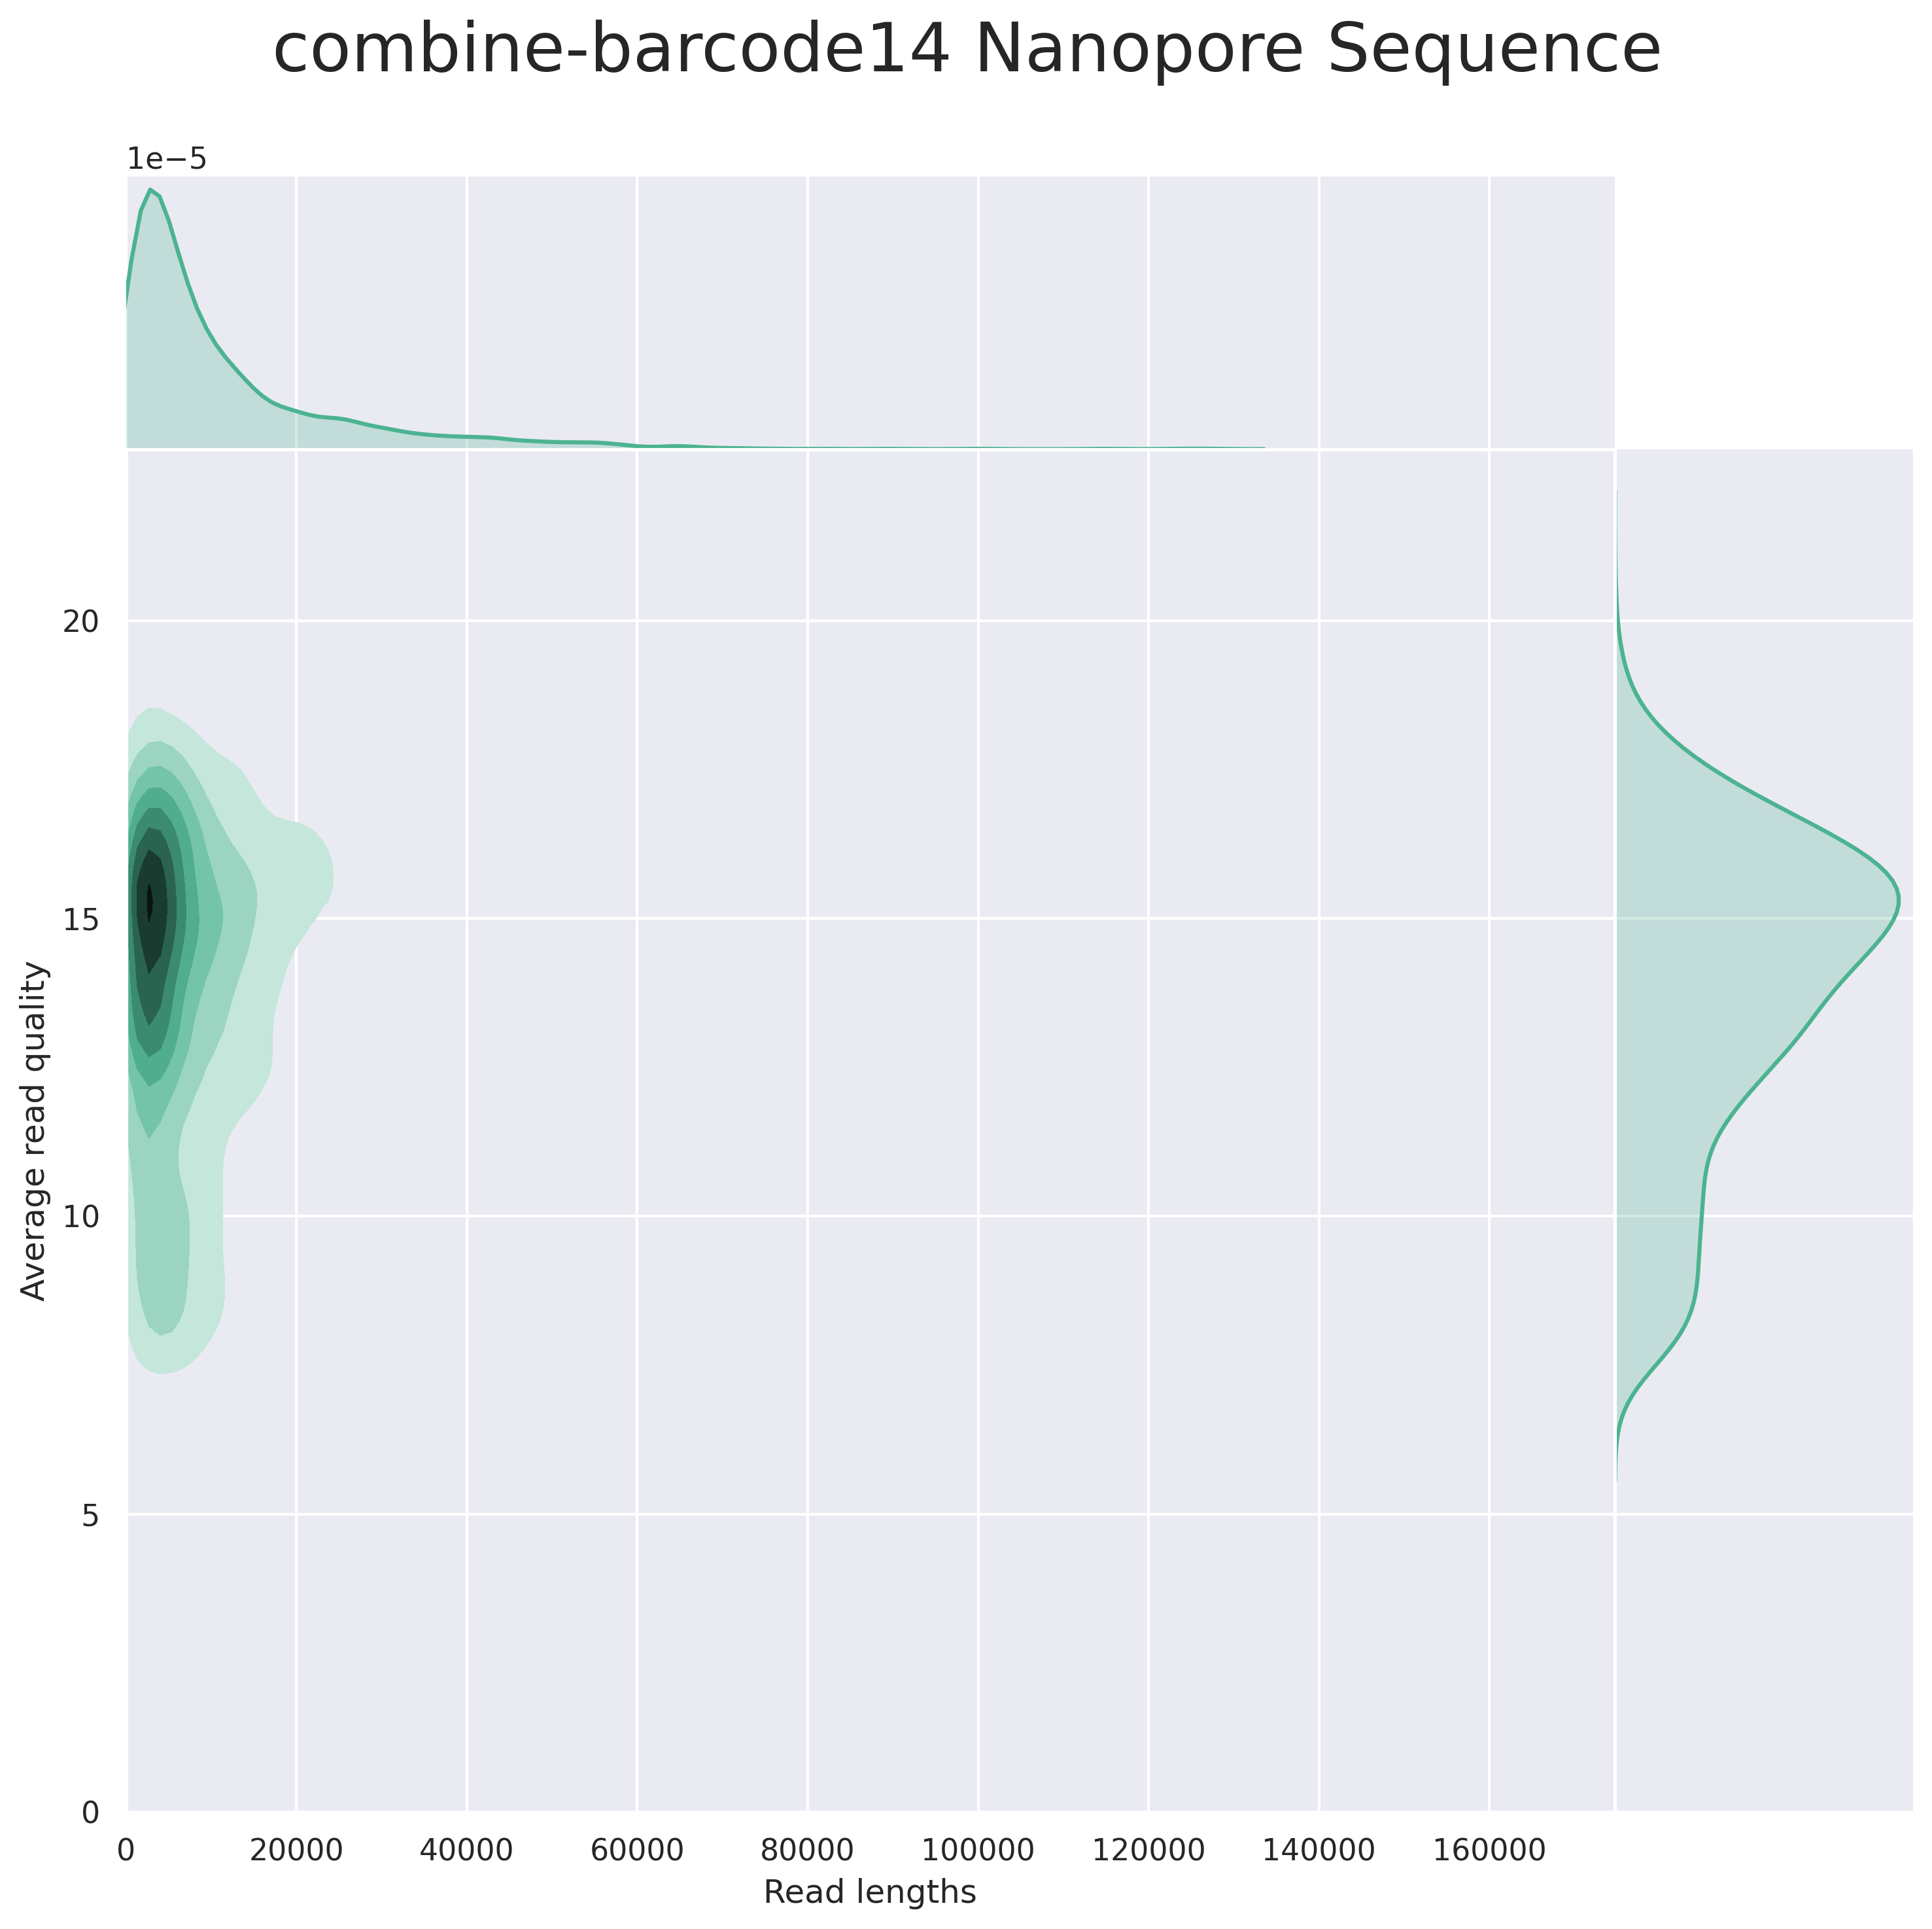 combine-barcode14 Nanopore Sequence
1e−5
20
15
10
5
0
Average read quality
0 20000 40000 60000 80000 100000 120000 140000 160000
Read lengths